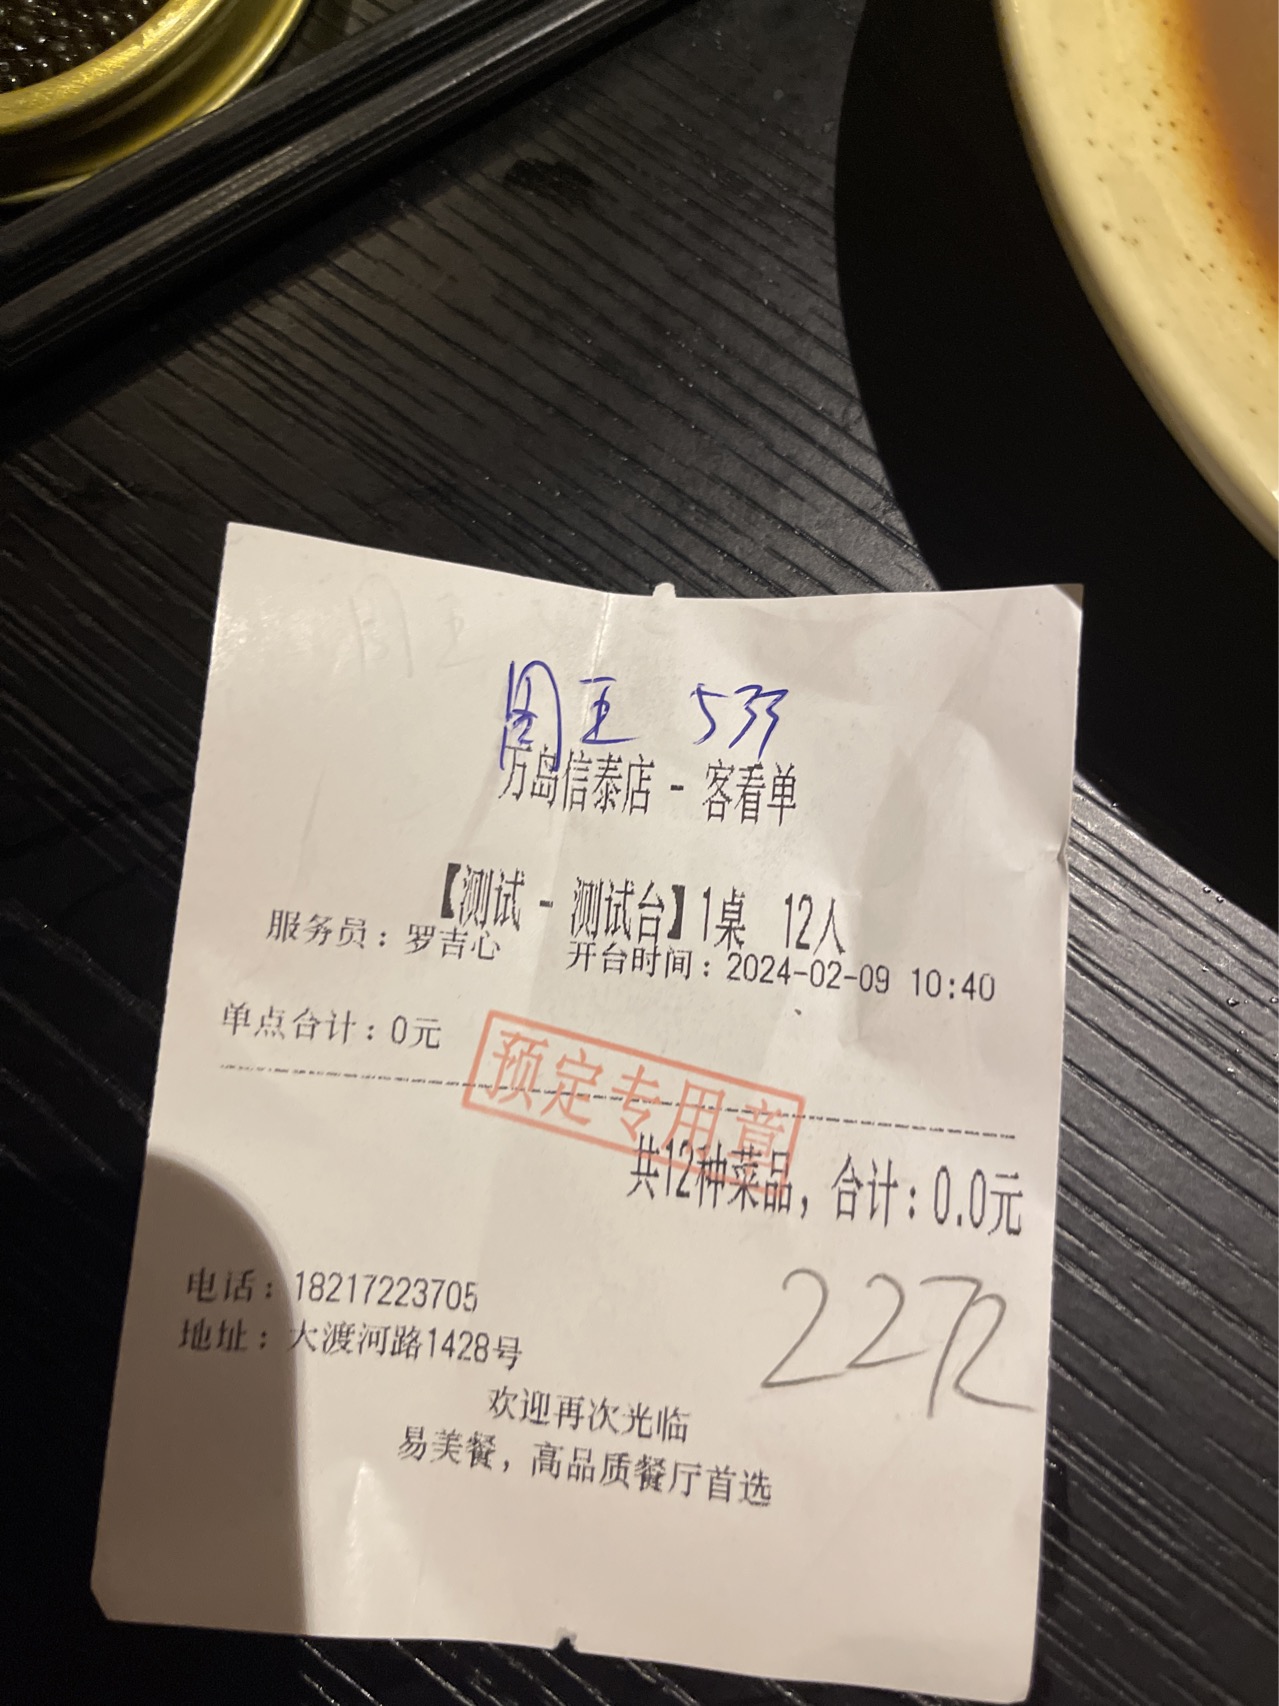 周王 533
万岛信泰店 - 客看单
【测试 - 测试台】1桌 12人
服务员：罗吉心 开台时间：2024-02-09 10:40
单点合计：0元
预定专用章
共12种菜品，合计：0.0元
2272
电话：18217223705
地址：大渡河路1428号
欢迎再次光临
易美餐，高品质餐厅首选